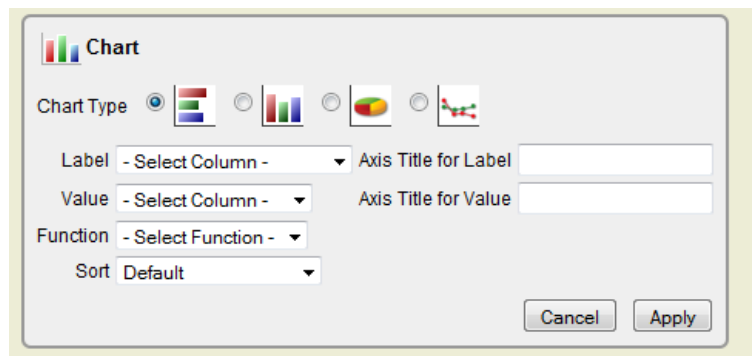 Chart
Chart Type
Label - Select Column - Axis Title for Label
Value - Select Column - Axis Title for Value
Function - Select Function -
Sort Default
Cancel Apply